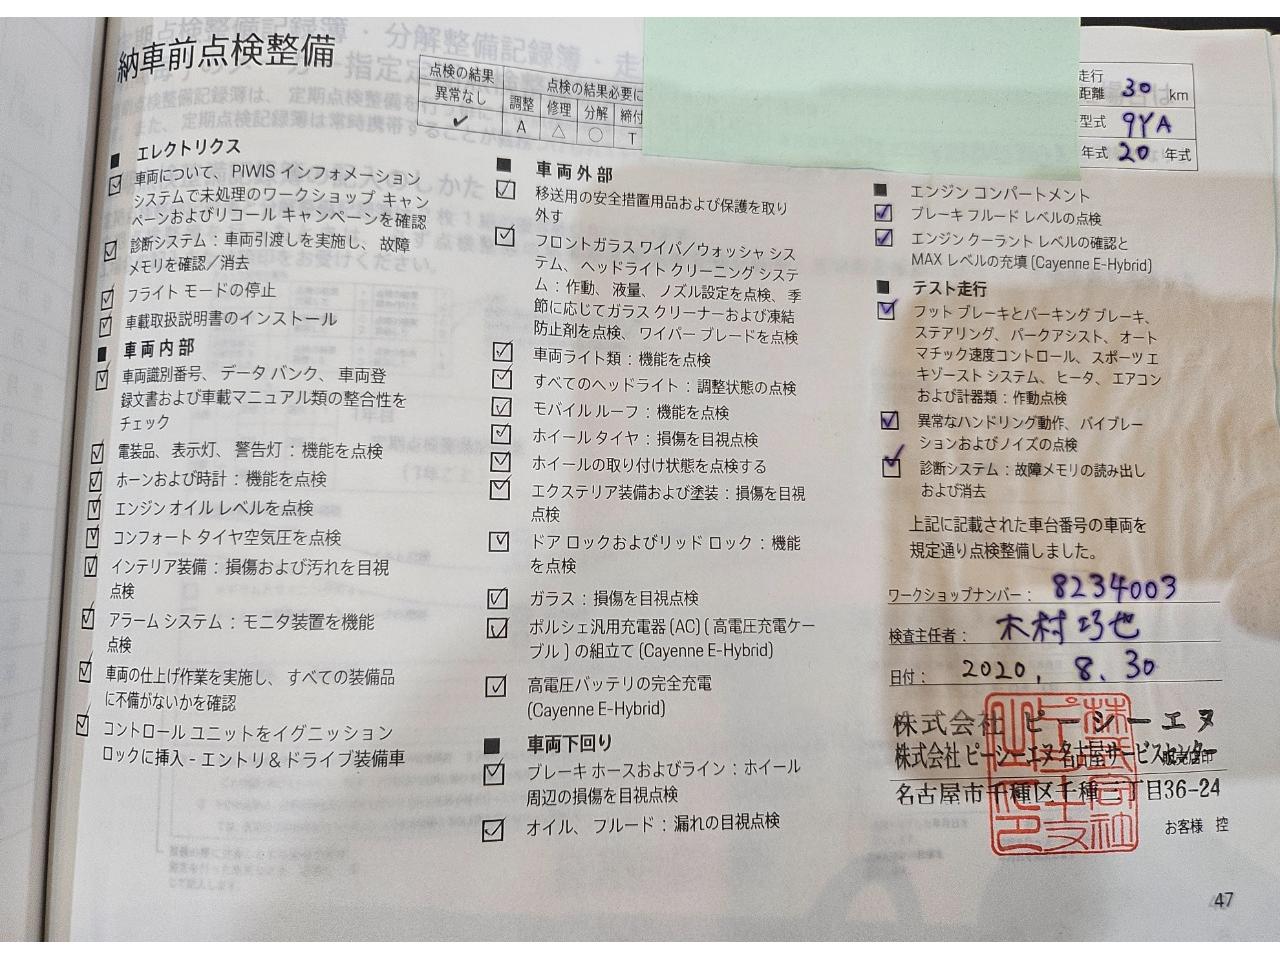 納車前点検整備
点検の結果
点検の結果必要に
異常なし
調整
修理
分解
締付
✓
A
△
○
T
走行
距離 30 km
型式 9YA
年式 20 年式
■ エレクトリクス
車両について、PIWIS インフォメーション
システムで未処理のワークショップ キャン
ペーンおよびリコール キャンペーンを確認
診断システム：車両引渡しを実施し、故障
メモリを確認／消去
フライト モードの停止
車載取扱説明書のインストール
■ 車両内部
車両識別番号、データ バンク、車両登
録文書および車載マニュアル類の整合性を
チェック
電装品、表示灯、警告灯：機能を点検
ホーンおよび時計：機能を点検
エンジン オイル レベルを点検
コンフォート タイヤ空気圧を点検
インテリア装備：損傷および汚れを目視
点検
アラーム システム：モニタ装置を機能
点検
車両の仕上げ作業を実施し、すべての装備品
に不備がないかを確認
コントロール ユニットをイグニッション
ロックに挿入 - エントリ＆ドライブ装備車
■ 車両外部
移送用の安全措置用品および保護を取り
外す
フロントガラス ワイパ／ウォッシャ シス
テム、ヘッドライト クリーニング システ
ム：作動、液量、ノズル設定を点検、季
節に応じてガラス クリーナーおよび凍結
防止剤を点検、ワイパー ブレードを点検
車両ライト類：機能を点検
すべてのヘッドライト：調整状態の点検
モバイル ルーフ：機能を点検
ホイール タイヤ：損傷を目視点検
ホイールの取り付け状態を点検する
エクステリア装備および塗装：損傷を目視
点検
ドア ロックおよびリッド ロック：機能
を点検
ガラス：損傷を目視点検
ポルシェ汎用充電器 (AC) ( 高電圧充電ケー
ブル ) の組立て (Cayenne E-Hybrid)
高電圧バッテリの完全充電
(Cayenne E-Hybrid)
■ 車両下回り
ブレーキ ホースおよびライン：ホイール
周辺の損傷を目視点検
オイル、フルード：漏れの目視点検
■ エンジン コンパートメント
ブレーキ フルード レベルの点検
エンジン クーラント レベルの確認と
MAX レベルの充填 (Cayenne E-Hybrid)
■ テスト走行
フット ブレーキとパーキング ブレーキ、
ステアリング、パークアシスト、オート
マチック速度コントロール、スポーツエ
キゾースト システム、ヒータ、エアコン
および計器類：作動点検
異常なハンドリング動作、バイブレー
ションおよびノイズの点検
診断システム：故障メモリの読み出し
および消去
上記に記載された車台番号の車両を
規定通り点検整備しました。
ワークショップナンバー： 8234003
検査主任者： 木村巧也
日付： 2020, 8. 30
株式会社 ピーシーエヌ
株式会社 ピーシーエヌ名古屋サービスセンター
販売店印
名古屋市千種区千種三丁目36-24
お客様 控
47